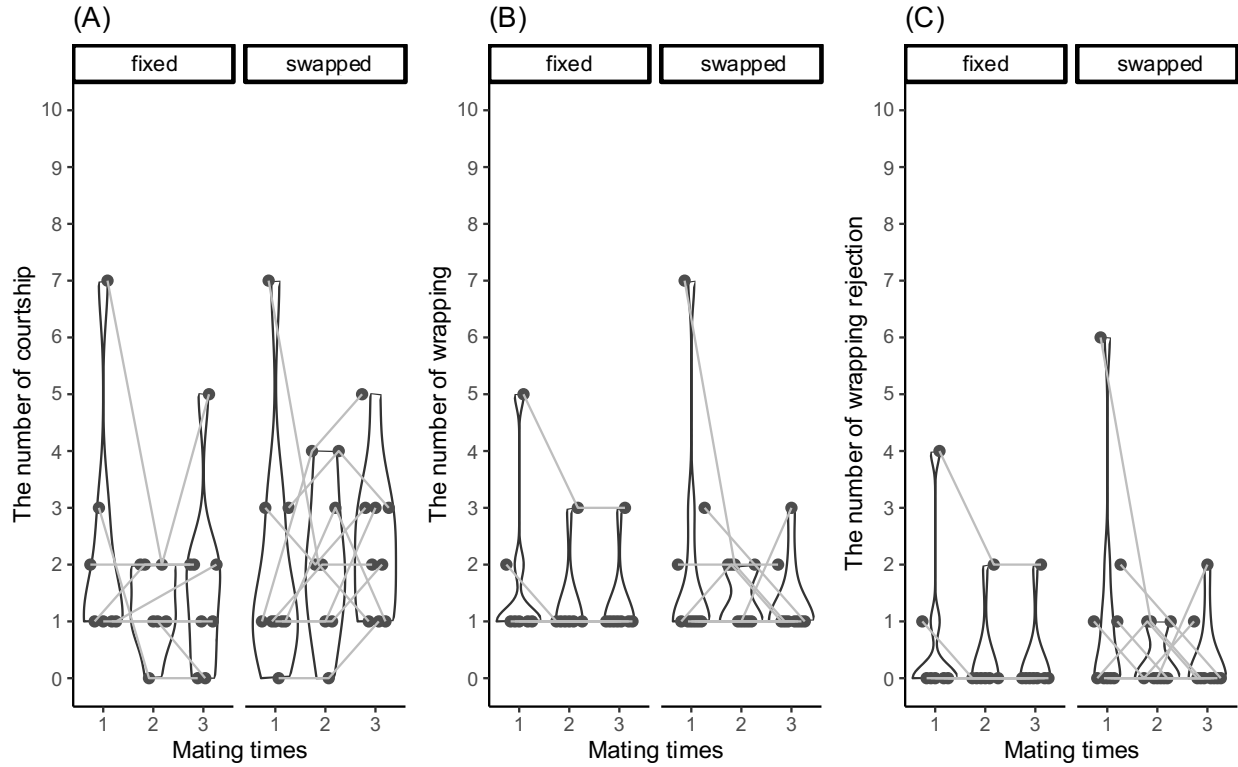 (A)
fixed swapped
The number of courtship
10
9
8
7
6
5
4
3
2
1
0
1 2 3 1 2 3
Mating times
(B)
fixed swapped
The number of wrapping
10
9
8
7
6
5
4
3
2
1
0
1 2 3 1 2 3
Mating times
(C)
fixed swapped
The number of wrapping rejection
10
9
8
7
6
5
4
3
2
1
0
1 2 3 1 2 3
Mating times